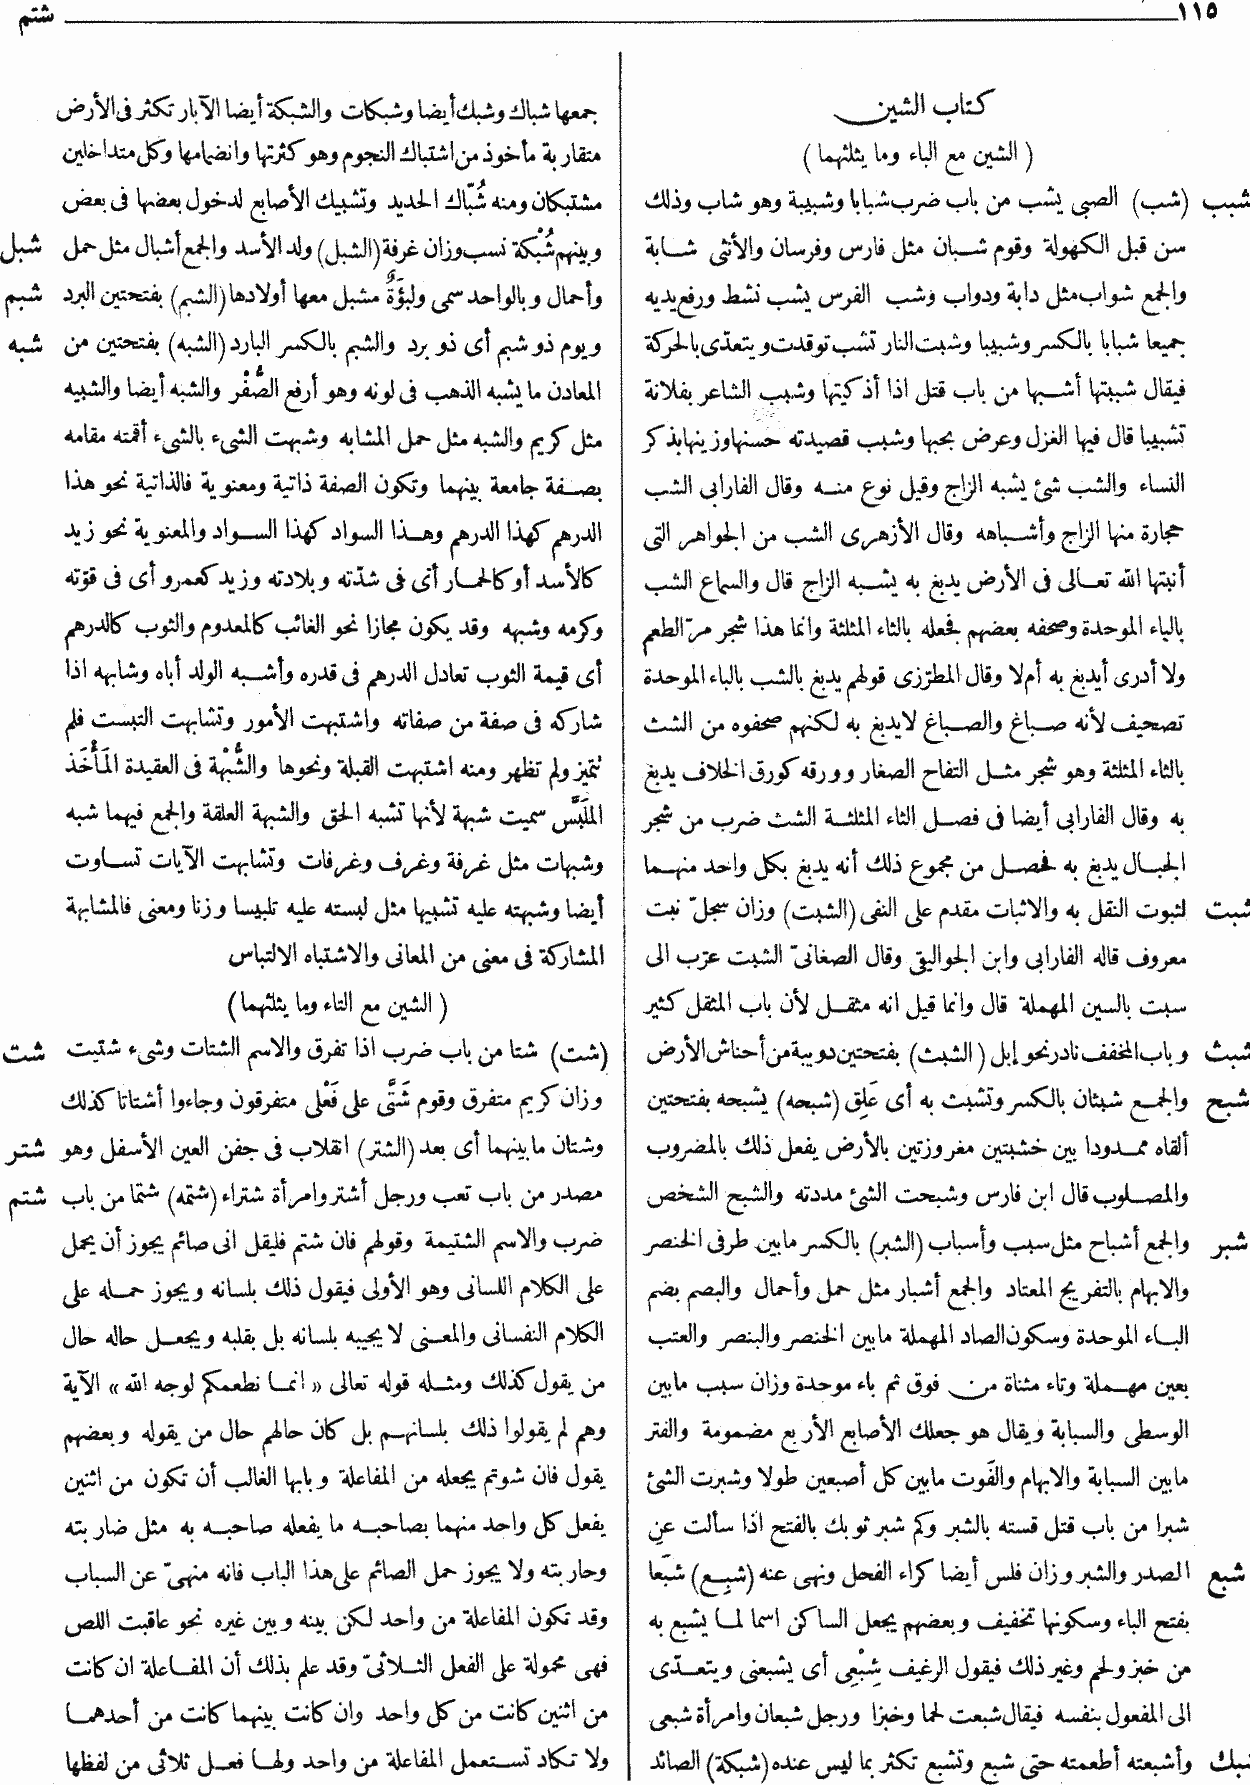 ١١٥
شتم
كتاب الشين
( الشين مع الباء وما يثلثهما )
شبب (شب) الصبى يشب من باب ضرب شبابا وشبيبة وهو شاب وذلك
سن قبل الكهولة وقوم شبان مثل فارس وفرسان والأنثى شابة
والجمع شواب مثل دابة ودواب وشب الفرس يشب نشط ورفع يديه
جميعا شبابا بالكسر وشبيبا وشبت النار تشب توقدت ويتعدّى بالحركة
فيقال شببتها أشبها من باب قتل اذا أذكيتها وشبب الشاعر بفلانة
تشبيبا قال فيها الغزل وعرض بحبها وشبب قصيدته حسنها وزينها بذكر
النساء والشب شئ يشبه الزاج وقيل نوع منه وقال الفارابى الشب
حجارة منها الزاج وأشباهه وقال الأزهرى الشب من الجواهر التى
أنبتها الله تعالى فى الأرض يدبغ به يشبه الزاج قال والسماع الشب
بالباء الموحدة وصحفه بعضهم فجعله بالثاء المثلثة وانما هذا شجر مرّ الطعم
ولا أدرى أيدبغ به أم لا وقال المطرّزى قولهم يدبغ بالشب بالباء الموحدة
تصحيف لأنه صباغ والصباغ لا يدبغ به لكنهم صحفوه من الشث
بالثاء المثلثة وهو شجر مثل التفاح الصغار وورقه كورق الخلاف يدبغ
به وقال الفارابى أيضا فى فصل الثاء المثلثة الشث ضرب من شجر
الجبال يدبغ به فحصل من مجموع ذلك أنه يدبغ بكل واحد منهما
شبت لثبوت النقل به والاثبات مقدم على النفى (الشبت) وزان سجلّ نبت
معروف قاله الفارابى وابن الجواليقى وقال الصغانىّ الشبت عرّب الى
سبت بالسين المهملة قال وانما قيل انه مثقل لأن باب المثقل كثير
شبث وباب المخفف نادر نحو إبل (الشبث) بفتحتين دويبة من أحناش الأرض
شبح والجمع شبثان بالكسر وتشبث به أى عَلِق (شبحه) يشبحه بفتحتين
ألقاه ممدودا بين خشبتين مغروزتين بالأرض يفعل ذلك بالمضروب
والمصلوب قال ابن فارس وشبحت الشئ مددته والشبح الشخص
شبر والجمع أشباح مثل سبب وأسباب (الشبر) بالكسر مابين طرفى الخنصر
والابهام بالتفريج المعتاد والجمع أشبار مثل حمل وأحمال والبصم بضم
الباء الموحدة وسكون الصاد المهملة مابين الخنصر والبنصر والعتب
بعين مهملة وتاء مثناة من فوق ثم باء موحدة وزان سبب مابين
الوسطى والسبابة ويقال هو جعلك الأصابع الأربع مضمومة والفتر
مابين السبابة والابهام والفَوت مابين كل أصبعين طولا وشبرت الشئ
شبرا من باب قتل قسته بالشبر وكم شبر ثوبك بالفتح اذا سألت عن
شبع المصدر والشبر وزان فلس أيضا كراء الفحل ونهى عنه (شبِع) شبَعا
بفتح الباء وسكونها تخفيف وبعضهم يجعل الساكن اسما لما يشبع به
من خبز ولحم وغير ذلك فيقول الرغيف شِبْعِى أى يشبعنى ويتعدّى
الى المفعول بنفسه فيقال شبعت لحما وخبزا ورجل شبعان وامرأة شبعى
شبك وأشبعته أطعمته حتى شبع وتشبع تكثر بما ليس عنده (شبكة) الصائد
جمعها شباك وشبك أيضا وشبكات والشبكة أيضا الآبار تكثر فى الأرض
متقاربة مأخوذ من اشتباك النجوم وهو كثرتها وانضمامها وكل متداخلين
مشتبكان ومنه شُبّاك الحديد وتشبيك الأصابع لدخول بعضها فى بعض
وبينهم شُبْكة نسب وزان غرفة (الشبل) ولد الأسد والجمع أشبال مثل حمل شبل
وأحمال وبالواحد سمى ولبؤَةٌ مشبل معها أولادها (الشبم) بفتحتين البرد شبم
ويوم ذو شبم أى ذو برد والشبم بالكسر البارد (الشبه) بفتحتين من شبه
المعادن ما يشبه الذهب فى لونه وهو أرفع الصُّفْر والشبه أيضا والشبيه
مثل كريم والشبه مثل حمل المشابه وشبهت الشىء بالشىء أقمته مقامه
بصفة جامعة بينهما وتكون الصفة ذاتية ومعنوية فالذاتية نحو هذا
الدرهم كهذا الدرهم وهذا السواد كهذا السواد والمعنوية نحو زيد
كالأسد أو كالحمار أى فى شدّته وبلادته وزيد كعمرو أى فى قوّته
وكرمه وشبهه وقد يكون مجازا نحو الغائب كالمعدوم والثوب كالدرهم
أى قيمة الثوب تعادل الدرهم فى قدره وأشبه الولد أباه وشابهه اذا
شاركه فى صفة من صفاته واشتبهت الأمور وتشابهت التبست فلم
تتميز ولم تظهر ومنه اشتبهت القبلة ونحوها والشُّبْهة فى العقيدة المَأْخَذ
الملَبَّس سميت شبهة لأنها تشبه الحق والشبهة العلقة والجمع فيهما شبه
وشبهات مثل غرفة وغرف وغرفات وتشابهت الآيات تساوت
أيضا وشبهته عليه تشبيها مثل لبسته عليه تلبيسا وزنا ومعنى فالمشابهة
المشاركة فى معنى من المعانى والاشتباه الالتباس
( الشين مع التاء وما يثلثهما )
(شت) شتا من باب ضرب اذا تفرق والاسم الشتات وشىء شتيت شت
وزان كريم متفرق وقوم شَتَّى على فَعْلى متفرقون وجاءوا أشتاتا كذلك
وشتان مابينهما أى بعد (الشتر) انقلاب فى جفن العين الأسفل وهو شتر
مصدر من باب تعب ورجل أشتر وامرأة شتراء (شتمه) شتما من باب شتم
ضرب والاسم الشتيمة وقولهم فان شتم فليقل انى صائم يجوز أن يحمل
على الكلام اللسانى وهو الأولى فيقول ذلك بلسانه ويجوز حمله على
الكلام النفسانى والمعنى لا يجيبه بلسانه بل بقلبه ويجعل حاله حال
من يقول كذلك ومثله قوله تعالى «انما نطعمكم لوجه الله» الآية
وهم لم يقولوا ذلك بلسانهم بل كان حالهم حال من يقوله وبعضهم
يقول فان شوتم يجعله من المفاعلة وبابها الغالب أن تكون من اثنين
يفعل كل واحد منهما بصاحبه ما يفعله صاحبه به مثل ضاربته
وحاربته ولا يجوز حمل الصائم على هذا الباب فانه منهىّ عن السباب
وقد تكون المفاعلة من واحد لكن بينه وبين غيره نحو عاقبت اللص
فهى محمولة على الفعل الثلاثىّ وقد علم بذلك أن المفاعلة ان كانت
من اثنين كانت من كل واحد وان كانت بينهما كانت من أحدهما
ولا تكاد تستعمل المفاعلة من واحد ولها فعل ثلاثى من لفظها